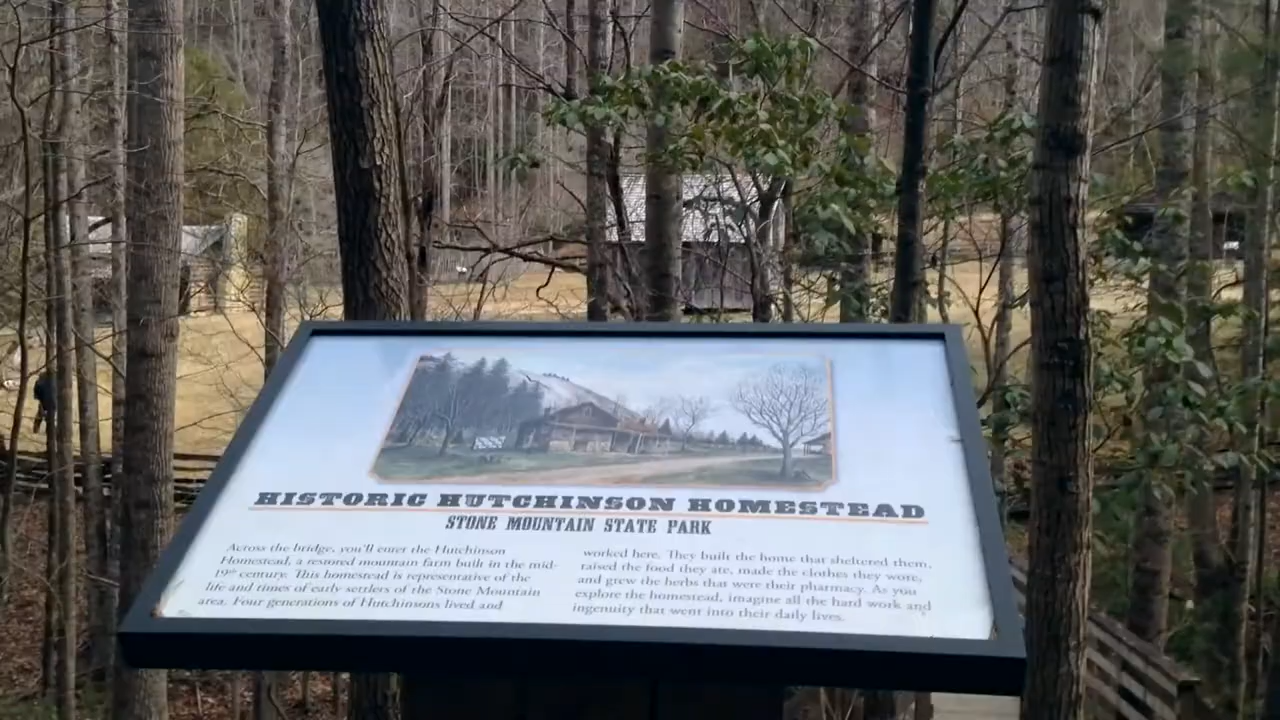 HISTORIC HUTCHINSON HOMESTEAD
STONE MOUNTAIN STATE PARK
Across the bridge, you'll enter the Hutchinson
Homestead, a restored mountain farm built in the mid-
19th century. This homestead is representative of the
life and times of early settlers of the Stone Mountain
area. Four generations of Hutchinsons lived and
worked here. They built the home that sheltered them,
raised the food they ate, made the clothes they wore,
and grew the herbs that were their pharmacy. As you
explore the homestead, imagine all the hard work and
ingenuity that went into their daily lives.